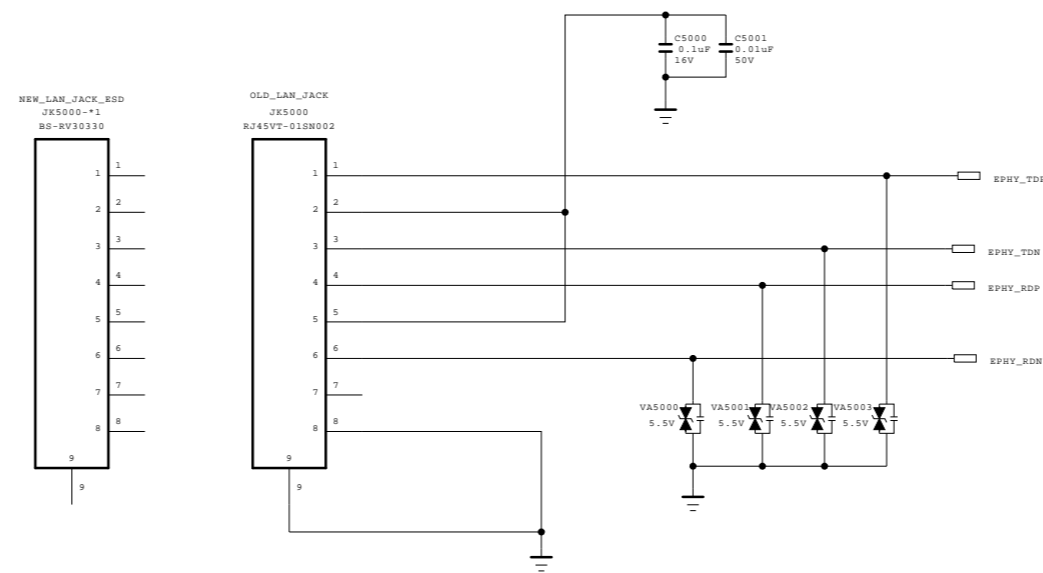 C5000
0.1uF
16V
C5001
0.01uF
50V
NEW_LAN_JACK_ESD
JK5000-*1
BS-RV30330
OLD_LAN_JACK
JK5000
RJ45VT-01SN002
1 1
2 2
3 3
4 4
5 5
6 6
7 7
8 8
9
9
1 1
2 2
3 3
4 4
5 5
6 6
7 7
8 8
9
9
EPHY_TDP
EPHY_TDN
EPHY_RDP
EPHY_RDN
VA5000
5.5V
VA5001
5.5V
VA5002
5.5V
VA5003
5.5V